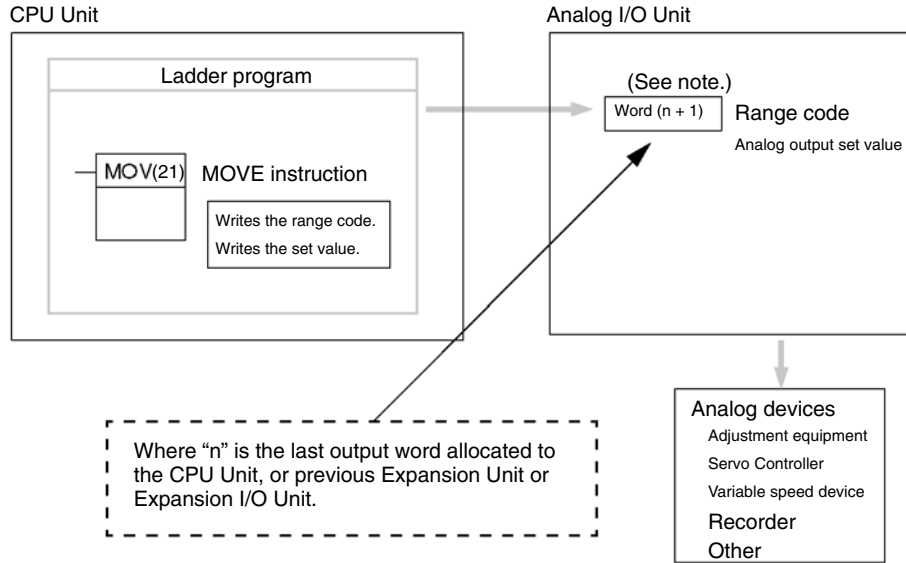 CPU Unit
Analog I/O Unit
Ladder program
(See note.)
Word (n + 1)
Range code
Analog output set value
MOV(21)
MOVE instruction
Writes the range code.
Writes the set value.
Where “n” is the last output word allocated to
the CPU Unit, or previous Expansion Unit or
Expansion I/O Unit.
Analog devices
Adjustment equipment
Servo Controller
Variable speed device
Recorder
Other